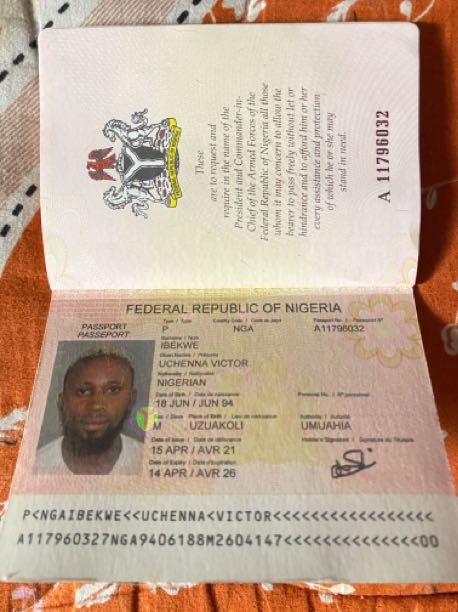 These
are to request and
require in the name of the
President and Commander-in-
Chief of the Armed Forces of the
Federal Republic of Nigeria all those
whom it may concern to allow the
bearer to pass freely without let or
hindrance and to afford him or her
every assistance and protection
of which he or she may
stand in need.
A 11796032
FEDERAL REPUBLIC OF NIGERIA
PASSPORT
PASSEPORT
Type / Type Country Code / Code du pays Passport No. / Passeport N°
P NGA A11796032
Surname / Nom
IBEKWE
Given Names / Prénoms
UCHENNA VICTOR
Nationality / Nationalité
NIGERIAN
Date of Birth / Date de naissance Personal No. / N° personnel
18 JUN / JUN 94
Sex / Sexe Place of Birth / Lieu de naissance Authority / Autorité
M UZUAKOLI UMUAHIA
Date of Issue / Date de délivrance Holder's Signature / Signature du titulaire
15 APR / AVR 21
Date of Expiry / Date d'expiration
14 APR / AVR 26
P<NGAIBEKWE<<UCHENNA<VICTOR<<<<<<<<<<<<<<<<<
A117960327NGA9406188M2604147<<<<<<<<<<<<<<00